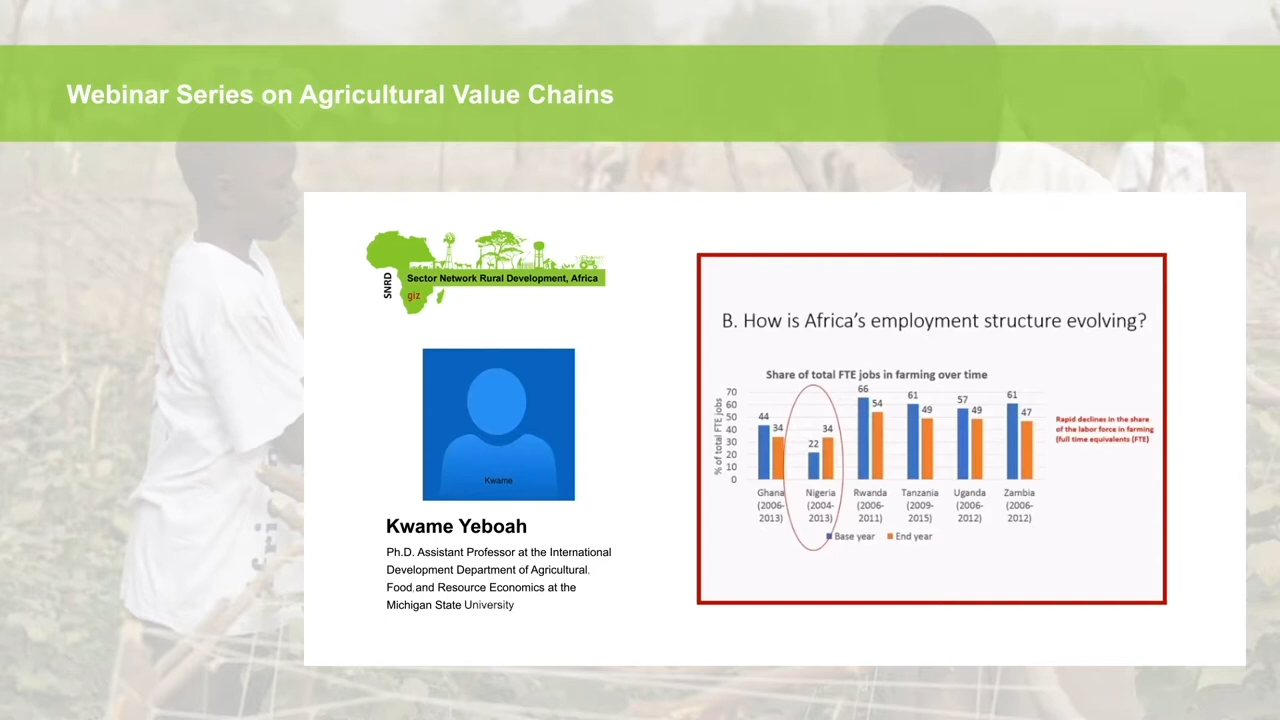 Webinar Series on Agricultural Value Chains
SNRD
Sector Network Rural Development, Africa
giz
Kwame
Kwame Yeboah
Ph.D. Assistant Professor at the International
Development Department of Agricultural.
Food.and Resource Economics at the
Michigan State University
B. How is Africa's employment structure evolving?
Share of total FTE jobs in farming over time
% of total FTE jobs
70
60
50
40
30
20
10
0
44 34
22 34
66 54
61 49
57 49
61 47
Ghana Nigeria Rwanda Tanzania Uganda Zambia
(2006- (2004- (2006- (2009- (2006- (2006-
2013) 2013) 2011) 2015) 2012) 2012)
Base year End year
Rapid declines in the share
of the labor force in farming
(full time equivalents (FTE)